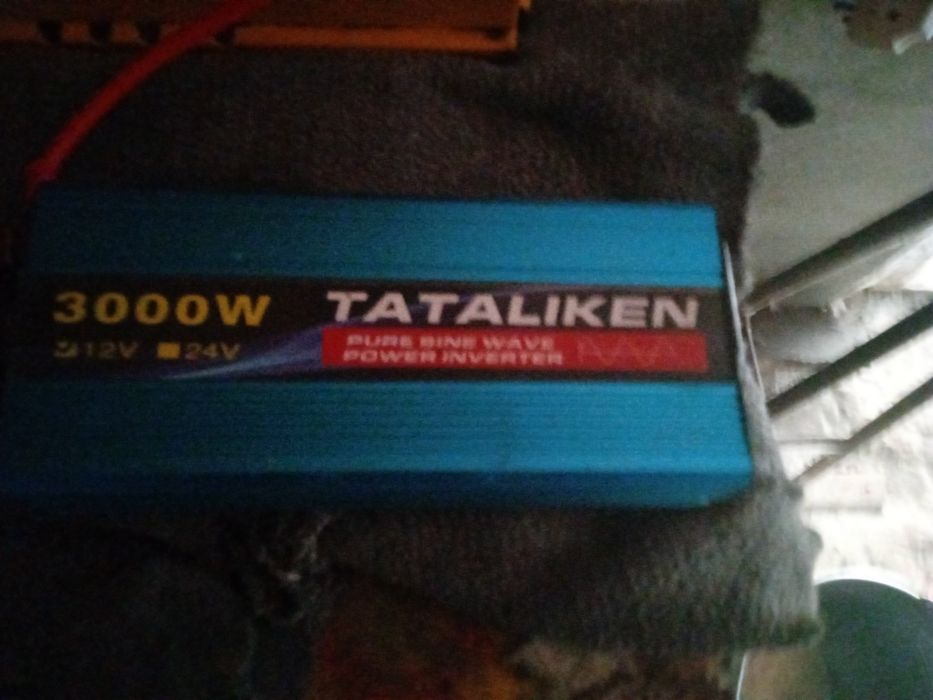 3000W
12V 24V
TATALIKEN
PURE SINE WAVE
POWER INVERTER